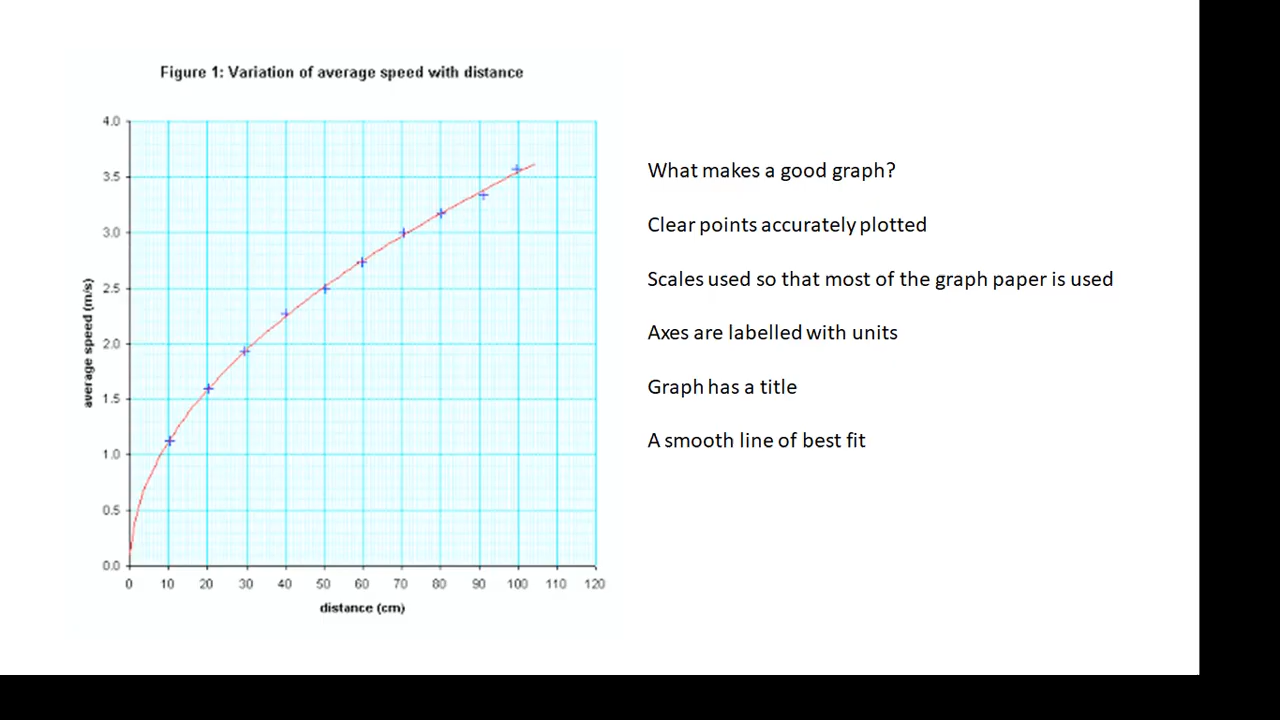 Figure 1: Variation of average speed with distance
4.0
3.5
3.0
2.5
2.0
1.5
1.0
0.5
0.0
average speed (m/s)
0 10 20 30 40 50 60 70 80 90 100 110 120
distance (cm)
What makes a good graph?
Clear points accurately plotted
Scales used so that most of the graph paper is used
Axes are labelled with units
Graph has a title
A smooth line of best fit